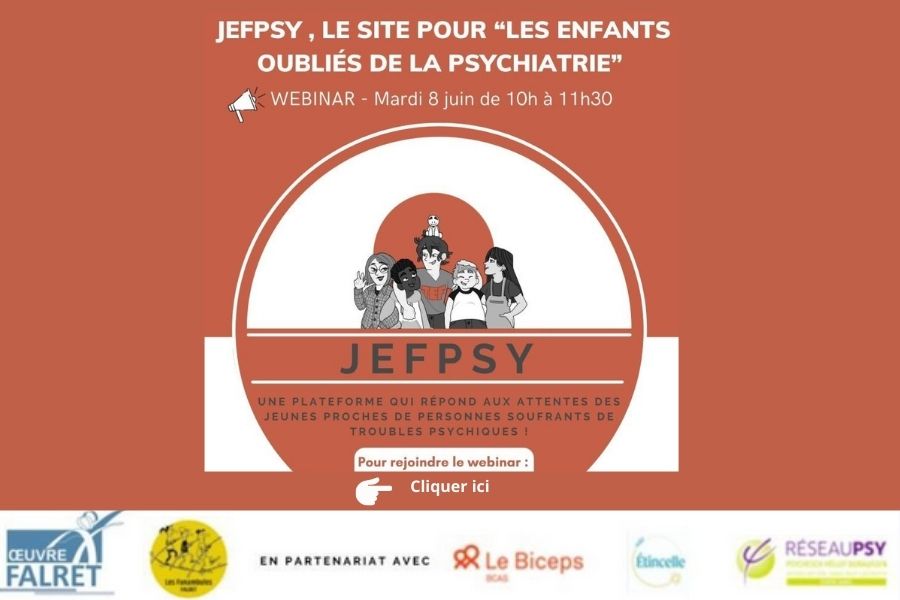 JEFPSY , LE SITE POUR “LES ENFANTS
OUBLIÉS DE LA PSYCHIATRIE”
WEBINAR - Mardi 8 juin de 10h à 11h30
JEFPSY
UNE PLATEFORME QUI RÉPOND AUX ATTENTES DES
JEUNES PROCHES DE PERSONNES SOUFRANTS DE
TROUBLES PSYCHIQUES !
Pour rejoindre le webinar :
Cliquer ici
ŒUVRE
FALRET
Les Funambules
FALRET
EN PARTENARIAT AVEC
Le Biceps
BCAS
Étincelle
RÉSEAUPSY